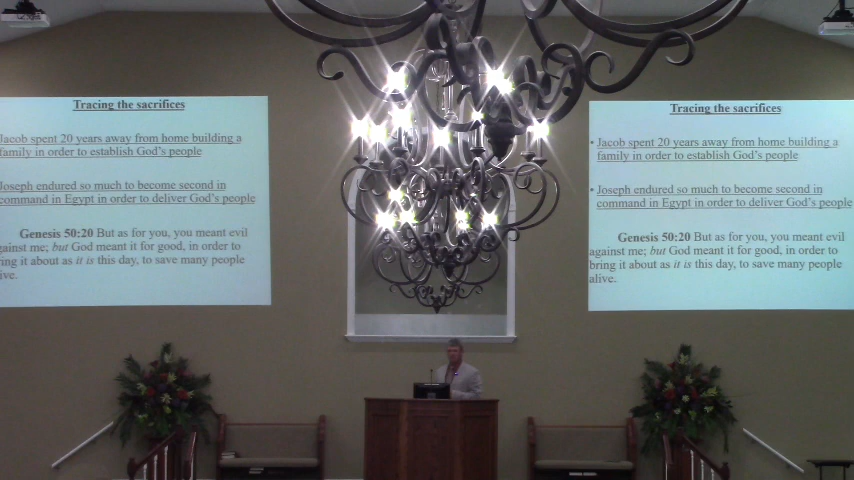 Tracing the sacrifices
Jacob spent 20 years away from home building a
family in order to establish God's people
Joseph endured so much to become second in
command in Egypt in order to deliver God's people
Genesis 50:20 But as for you, you meant evil
against me; but God meant it for good, in order to
ring it about as it is this day, to save many people
live.
Tracing the sacrifices
• Jacob spent 20 years away from home building a
family in order to establish God's people
• Joseph endured so much to become second in
command in Egypt in order to deliver God's people
Genesis 50:20 But as for you, you meant evil
against me; but God meant it for good, in order to
bring it about as it is this day, to save many people
alive.